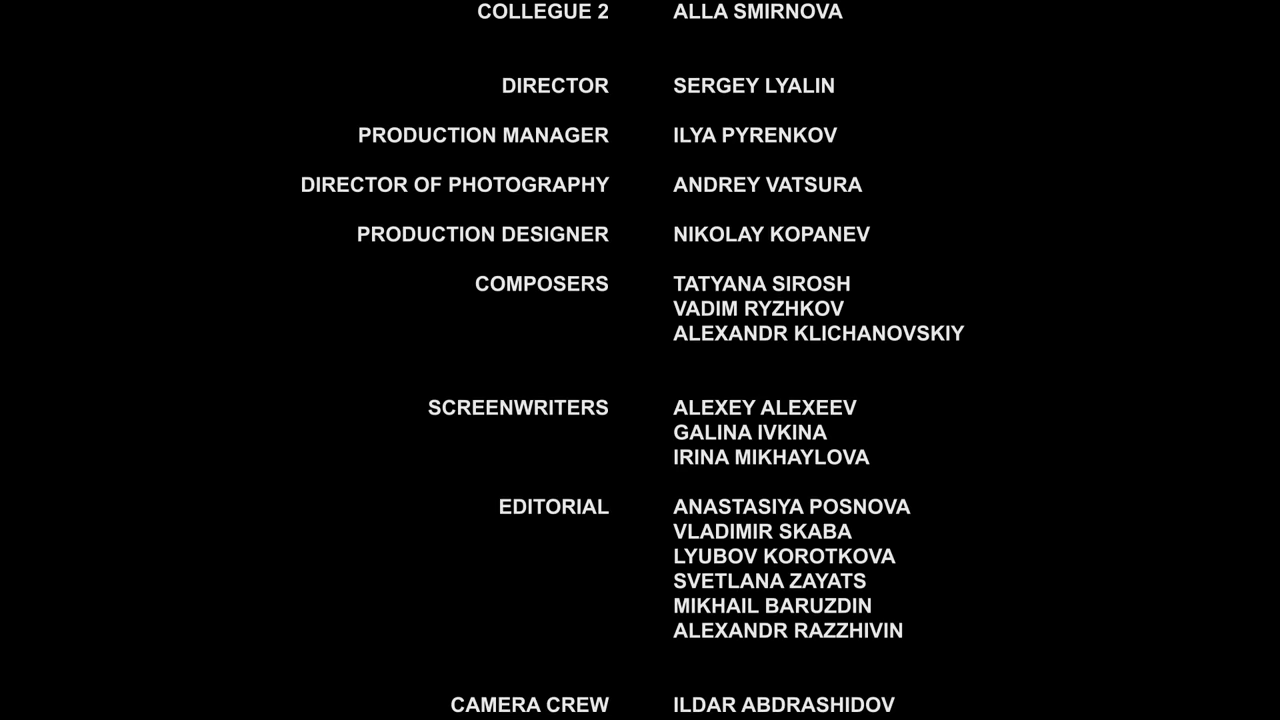 COLLEGUE 2 ALLA SMIRNOVA
DIRECTOR SERGEY LYALIN
PRODUCTION MANAGER ILYA PYRENKOV
DIRECTOR OF PHOTOGRAPHY ANDREY VATSURA
PRODUCTION DESIGNER NIKOLAY KOPANEV
COMPOSERS TATYANA SIROSH
VADIM RYZHKOV
ALEXANDR KLICHANOVSKIY
SCREENWRITERS ALEXEY ALEXEEV
GALINA IVKINA
IRINA MIKHAYLOVA
EDITORIAL ANASTASIYA POSNOVA
VLADIMIR SKABA
LYUBOV KOROTKOVA
SVETLANA ZAYATS
MIKHAIL BARUZDIN
ALEXANDR RAZZHIVIN
CAMERA CREW ILDAR ABDRASHIDOV